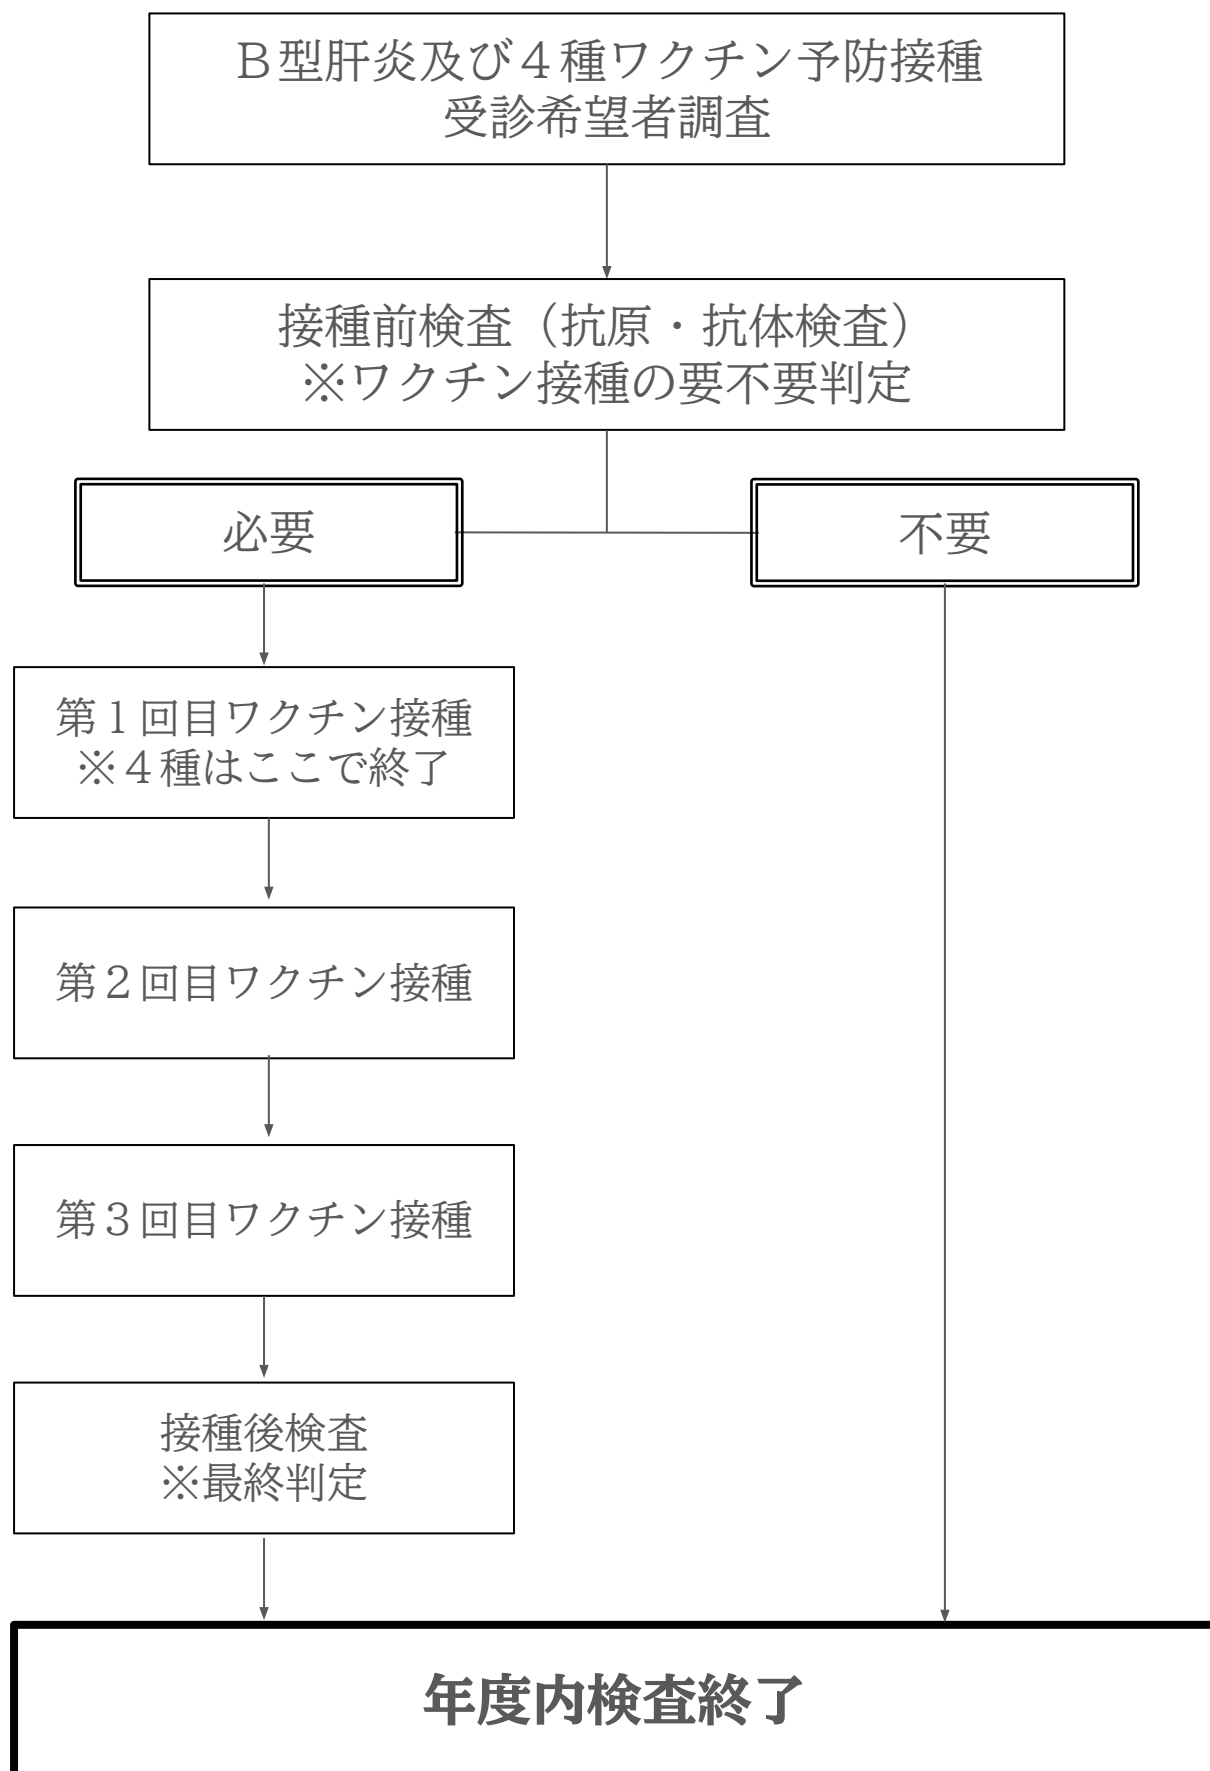 Ｂ型肝炎及び４種ワクチン予防接種
受診希望者調査
接種前検査（抗原・抗体検査）
※ワクチン接種の要不要判定
必要
不要
第１回目ワクチン接種
※４種はここで終了
第２回目ワクチン接種
第３回目ワクチン接種
接種後検査
※最終判定
年度内検査終了